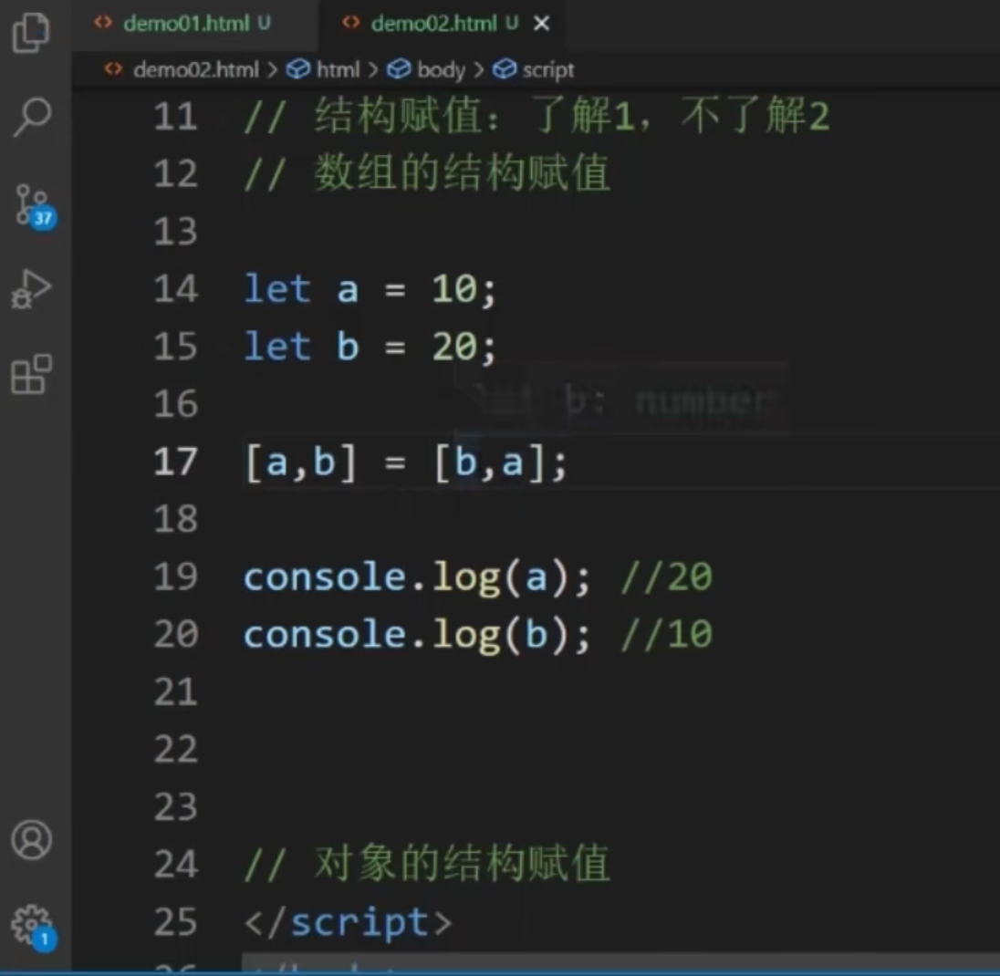 demo01.html U
demo02.html U
demo02.html > html > body > script
37
11 // 结构赋值：了解1，不了解2
12 // 数组的结构赋值
13
14 let a = 10;
15 let b = 20;
let b: number
16
17 [a,b] = [b,a];
18
19 console.log(a); //20
20 console.log(b); //10
21
22
23
24 // 对象的结构赋值
25 </script>
1